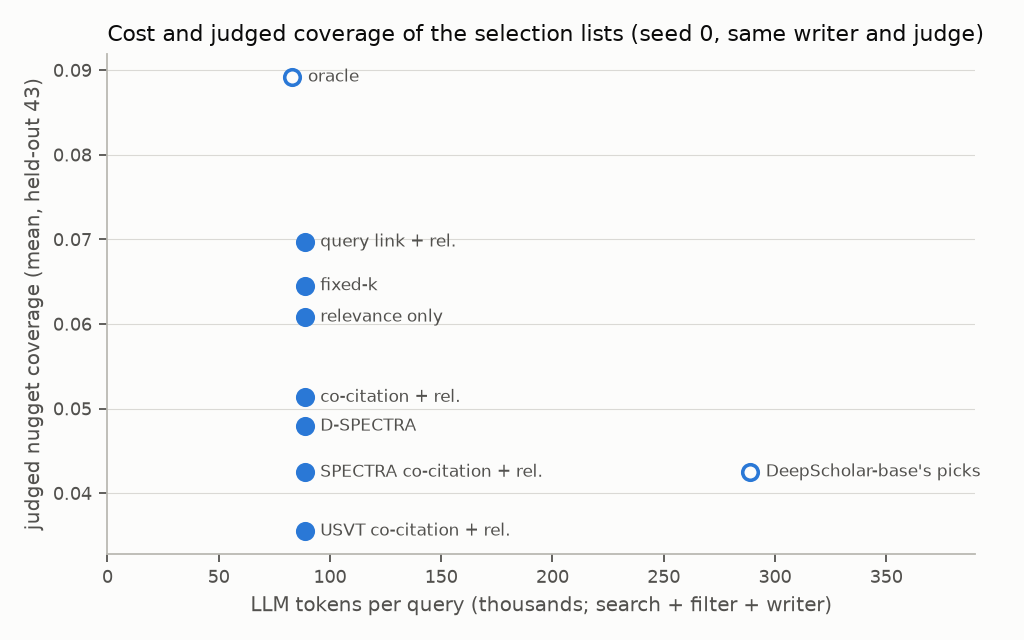 Cost and judged coverage of the selection lists (seed 0, same writer and judge)
judged nugget coverage (mean, held-out 43)
0.09
0.08
0.07
0.06
0.05
0.04
oracle
query link + rel.
fixed-k
relevance only
co-citation + rel.
D-SPECTRA
SPECTRA co-citation + rel.
DeepScholar-base's picks
USVT co-citation + rel.
0 50 100 150 200 250 300 350
LLM tokens per query (thousands; search + filter + writer)